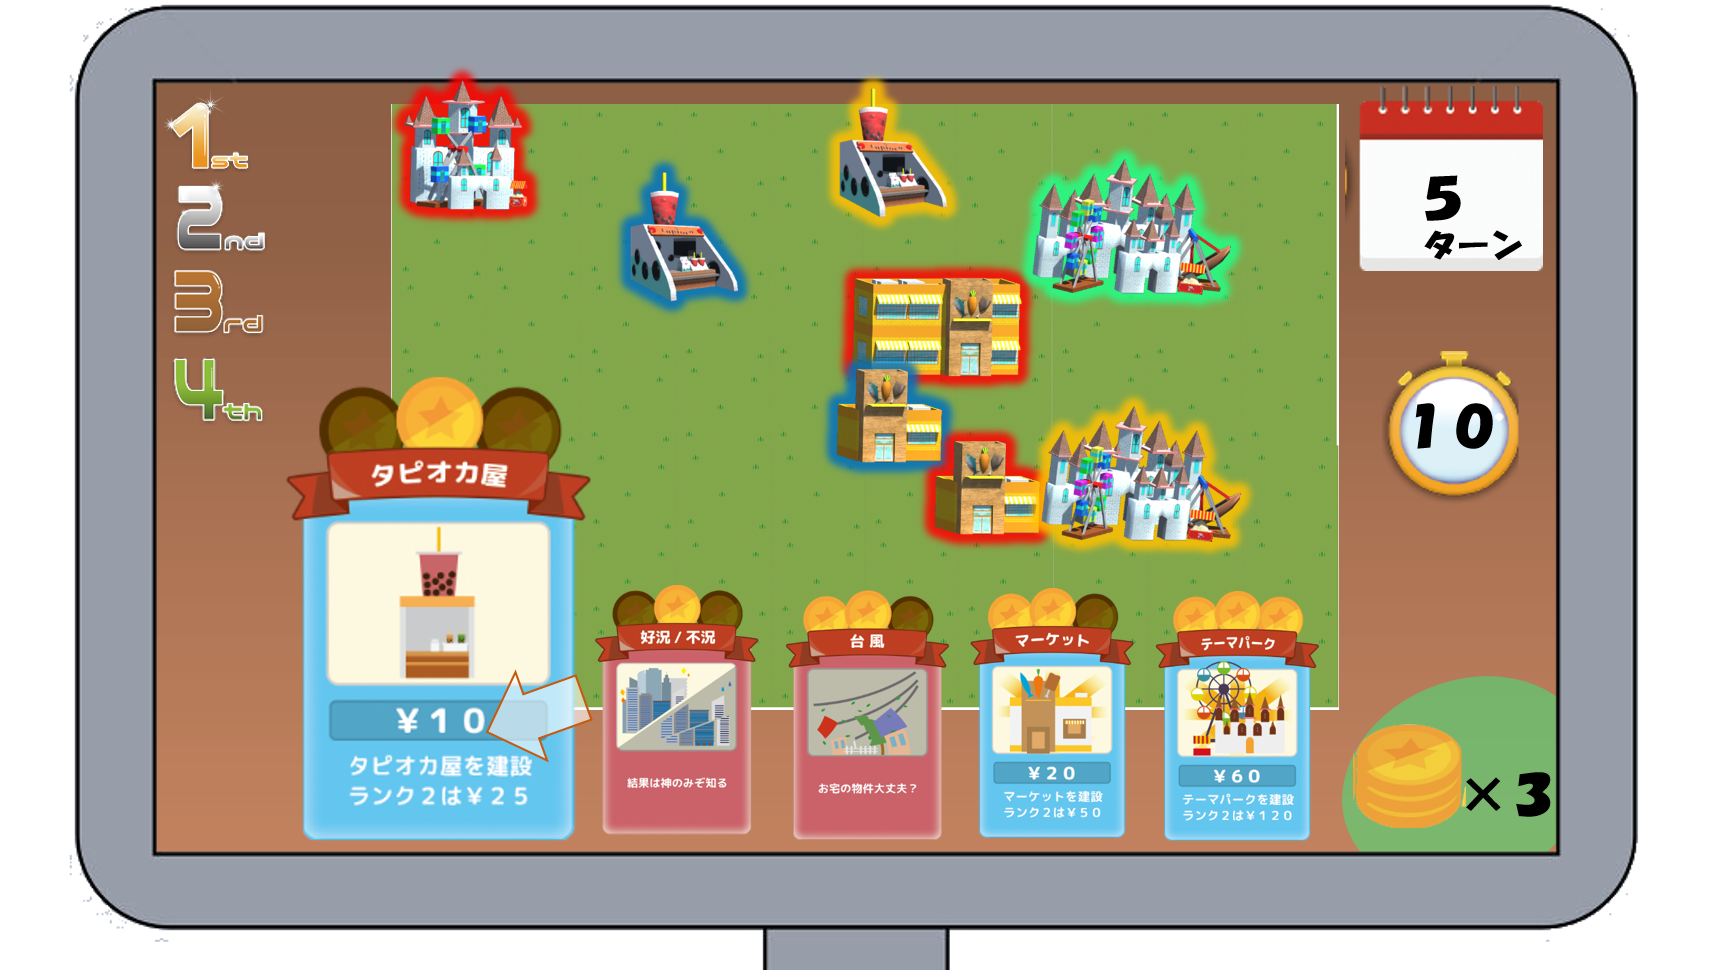 1st
2nd
3rd
4th
5
ターン
10
タピオカ屋
¥10
タピオカ屋を建設
ランク2は¥25
好況/不況
結果は神のみぞ知る
台風
お宅の物件大丈夫？
マーケット
¥20
マーケットを建設
ランク2は¥50
テーマパーク
¥60
テーマパークを建設
ランク2は¥120
×3